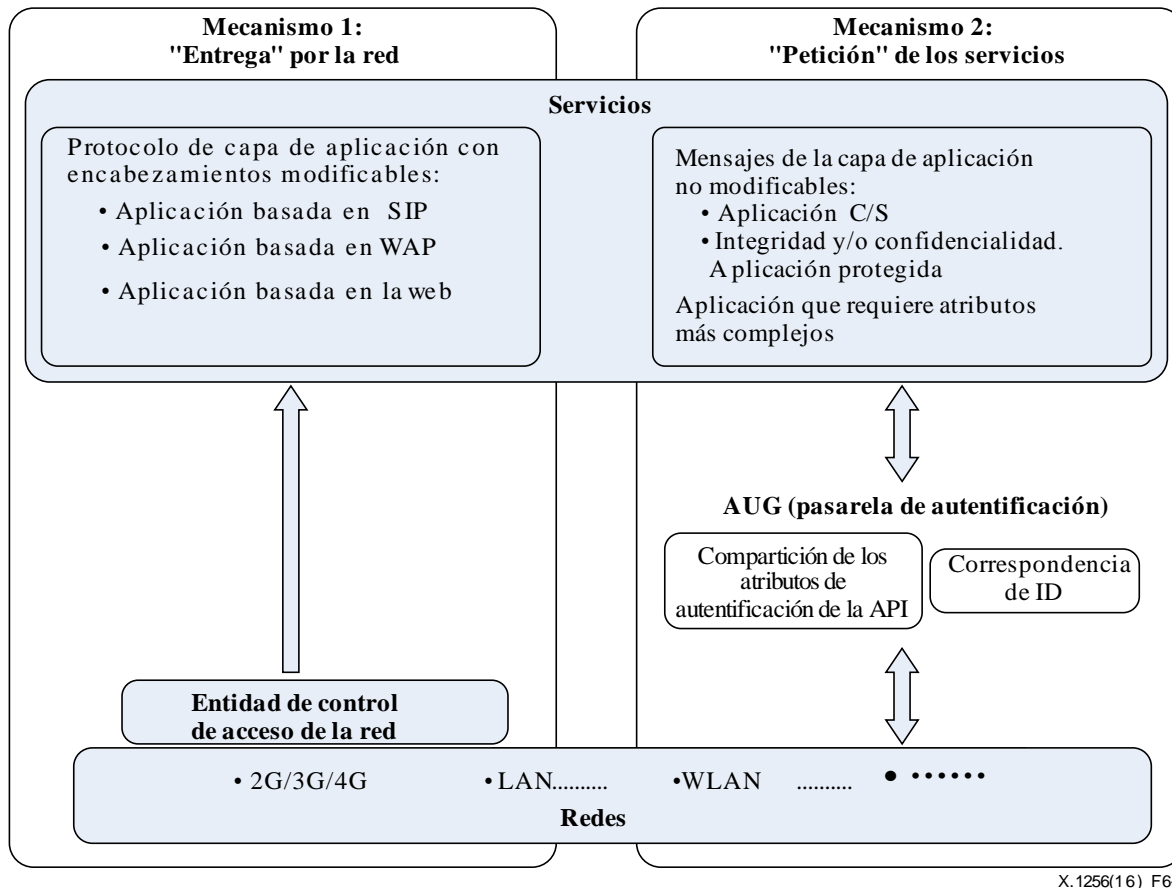 Mecanismo 1:
"Entrega" por la red
Mecanismo 2:
"Petición" de los servicios
Servicios
Protocolo de capa de aplicación con
encabezamientos modificables:
• Aplicación basada en SIP
• Aplicación basada en WAP
• Aplicación basada en la web
Mensajes de la capa de aplicación
no modificables:
• Aplicación C/S
• Integridad y/o confidencialidad.
Aplicación protegida
Aplicación que requiere atributos
más complejos
AUG (pasarela de autentificación)
Compartición de los
atributos de
autentificación de la API
Correspondencia
de ID
Entidad de control
de acceso de la red
• 2G/3G/4G •LAN.......... •WLAN .......... • ••••••
Redes
X.1256(16)_F6